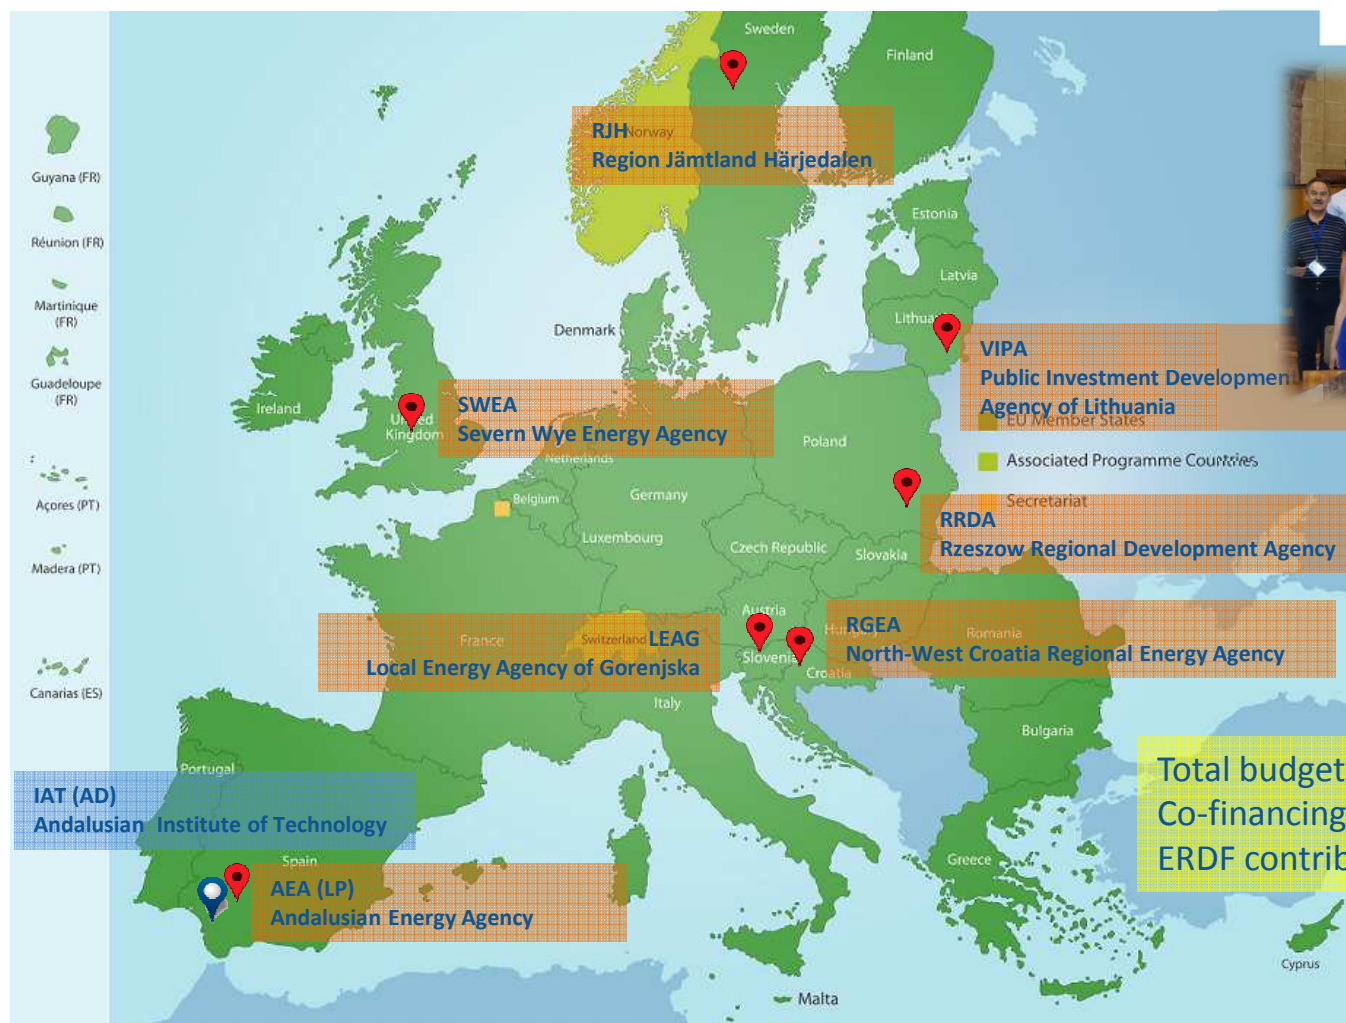 Sweden
Finland
Guyana (FR)
RJH
Norway
Region Jämtland Härjedalen
Réunion (FR)
Estonia
Latvia
Martinique
(FR)
Lithuania
Denmark
VIPA
Public Investment Development
Agency of Lithuania
EU Member States
Guadeloupe
(FR)
Ireland
United
Kingdom
SWEA
Severn Wye Energy Agency
Poland
Associated Programme Countries
Netherlands
Germany
Belgium
Secretariat
Açores (PT)
RRDA
Rzeszow Regional Development Agency
Luxembourg
Czech Republic
Slovakia
Madera (PT)
Austria
Hungary
RGEA
North-West Croatia Regional Energy Agency
Romania
France
Switzerland
LEAG
Local Energy Agency of Gorenjska
Slovenia
Croatia
Canarias (ES)
Italy
Bulgaria
Portugal
Total budget
Co-financing
ERDF contrib
IAT (AD)
Andalusian Institute of Technology
Spain
Greece
AEA (LP)
Andalusian Energy Agency
Cyprus
Malta